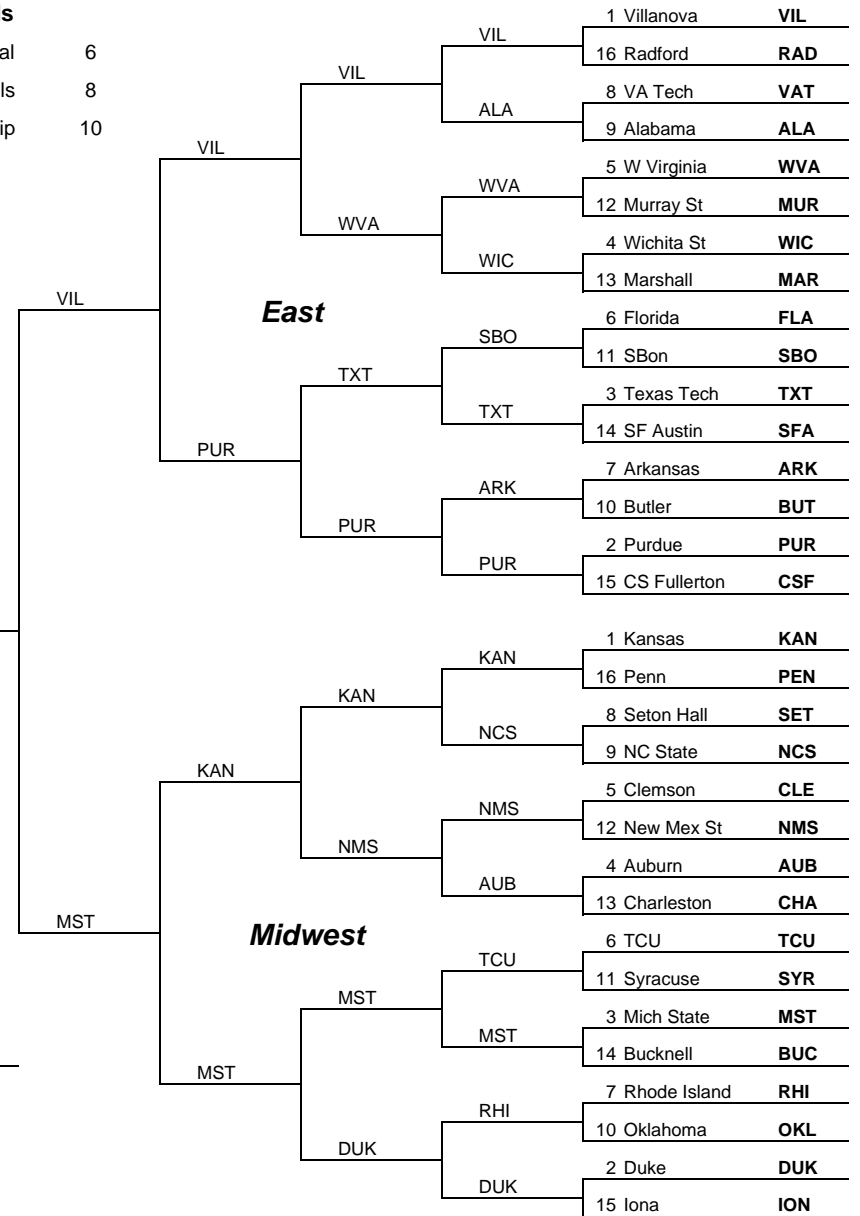 1 Villanova VIL
ls
VIL
al 6
16 Radford RAD
VIL
ls 8
8 VA Tech VAT
ALA
ip 10
9 Alabama ALA
VIL
5 W Virginia WVA
WVA
12 Murray St MUR
WVA
4 Wichita St WIC
WIC
13 Marshall MAR
VIL
East
6 Florida FLA
SBO
11 SBon SBO
TXT
3 Texas Tech TXT
TXT
14 SF Austin SFA
PUR
7 Arkansas ARK
ARK
10 Butler BUT
PUR
2 Purdue PUR
PUR
15 CS Fullerton CSF
1 Kansas KAN
KAN
16 Penn PEN
KAN
8 Seton Hall SET
NCS
9 NC State NCS
KAN
5 Clemson CLE
NMS
12 New Mex St NMS
NMS
4 Auburn AUB
AUB
13 Charleston CHA
MST
Midwest
6 TCU TCU
TCU
11 Syracuse SYR
MST
3 Mich State MST
MST
14 Bucknell BUC
MST
7 Rhode Island RHI
RHI
10 Oklahoma OKL
DUK
2 Duke DUK
DUK
15 Iona ION